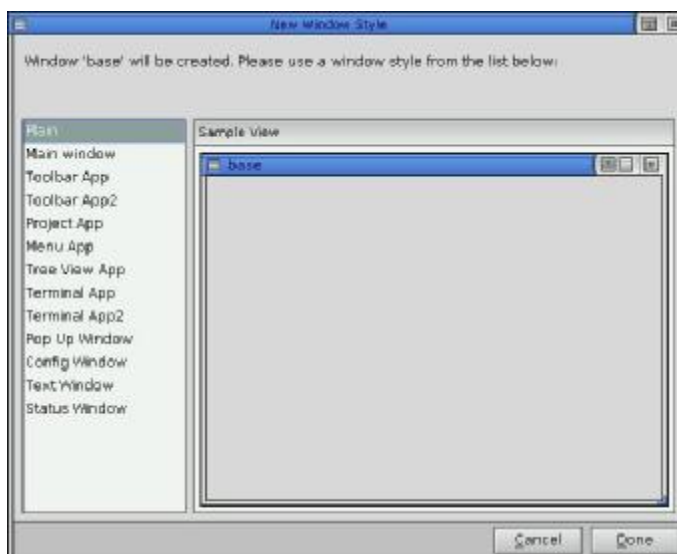 New Window Style
Window 'base' will be created. Please use a window style from the list below:
Plain
Main window
Toolbar App
Toolbar App2
Project App
Menu App
Tree View App
Terminal App
Terminal App2
Pop Up Window
Config Window
Text Window
Status Window
Sample View
base
Cancel
Done